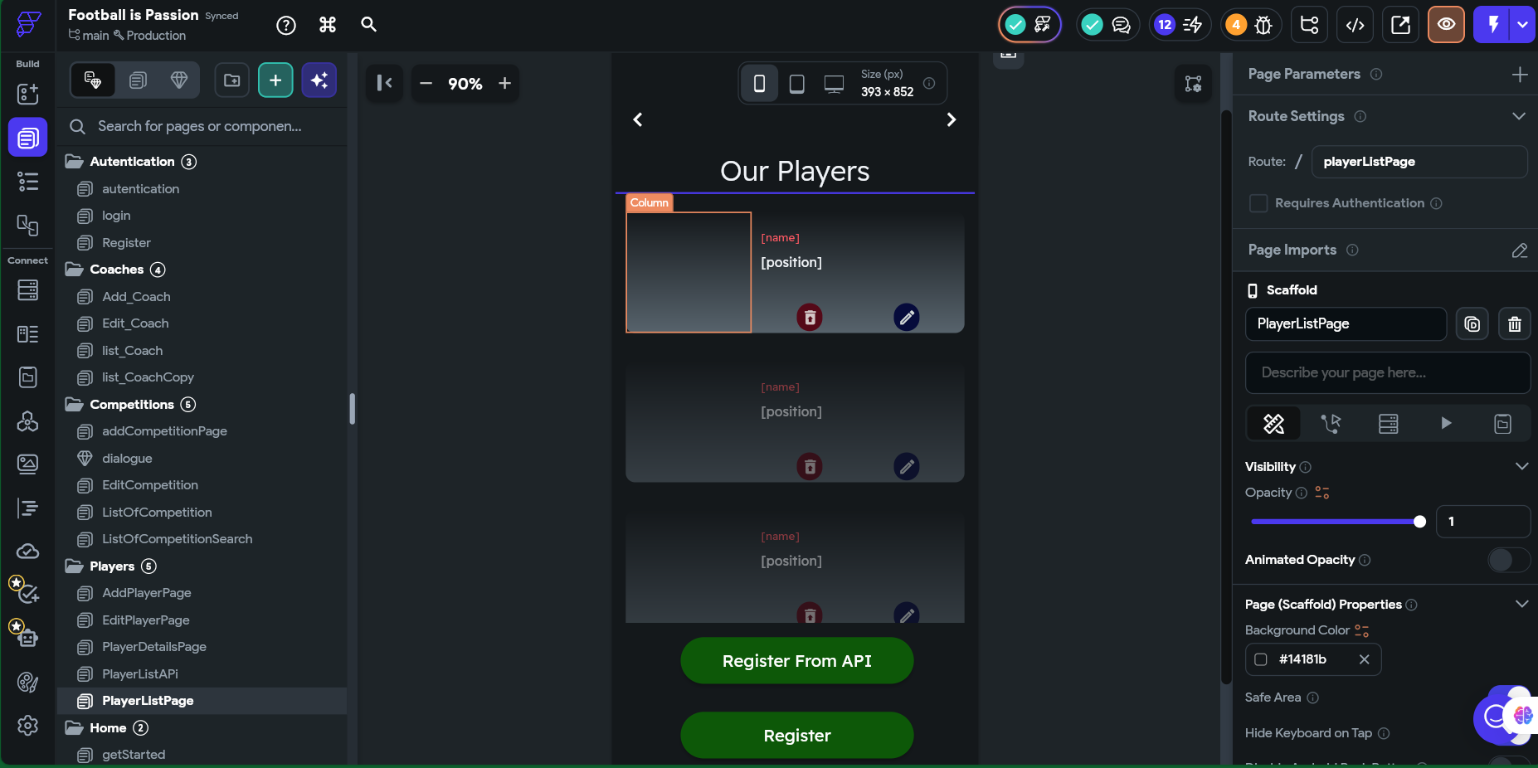 Football is Passion Synced
main Production
12
4
Build
Connect
Search for pages or componen...
Autentication 3
autentication
login
Register
Coaches 4
Add_Coach
Edit_Coach
list_Coach
list_CoachCopy
Competitions 5
addCompetitionPage
dialogue
EditCompetition
ListOfCompetition
ListOfCompetitionSearch
Players 5
AddPlayerPage
EditPlayerPage
PlayerDetailsPage
PlayerListAPi
PlayerListPage
Home 2
getStarted
90%
Size (px)
393 × 852
Our Players
Column
[name]
[position]
[name]
[position]
[name]
[position]
Register From API
Register
Page Parameters
Route Settings
Route: / playerListPage
Requires Authentication
Page Imports
Scaffold
PlayerListPage
Describe your page here...
Visibility
Opacity
1
Animated Opacity
Page (Scaffold) Properties
Background Color
#14181b
Safe Area
Hide Keyboard on Tap